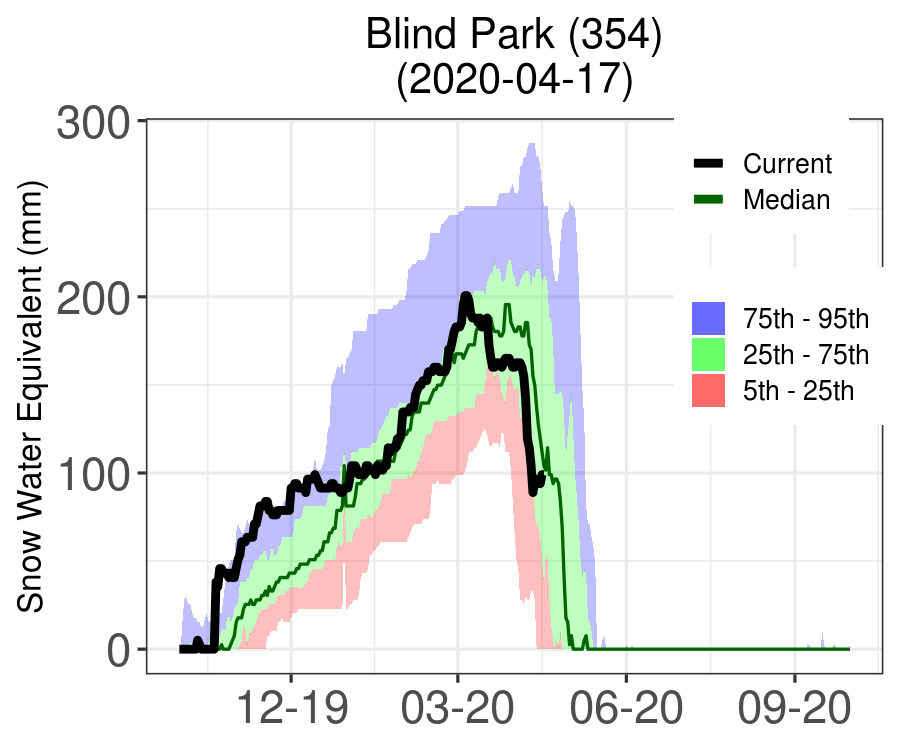 Blind Park (354)
(2020-04-17)
Snow Water Equivalent (mm)
300
200
100
0
12-19
03-20
06-20
09-20
Current
Median
75th - 95th
25th - 75th
5th - 25th